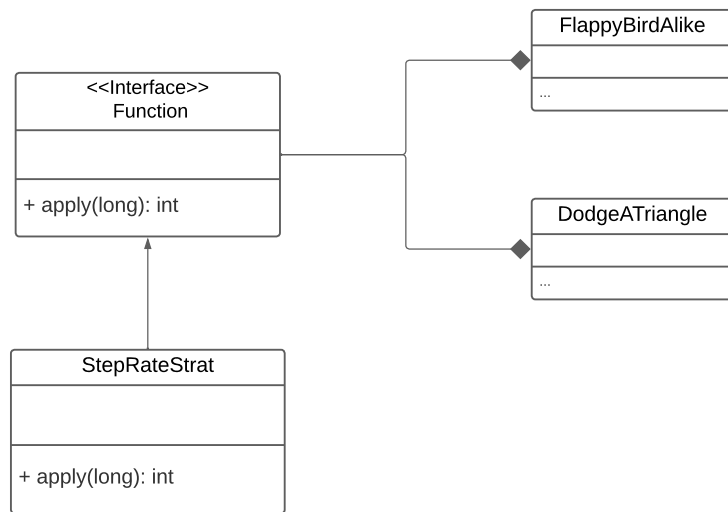 <<Interface>>
Function
+ apply(long): int
FlappyBirdAlike
...
DodgeATriangle
...
StepRateStrat
+ apply(long): int